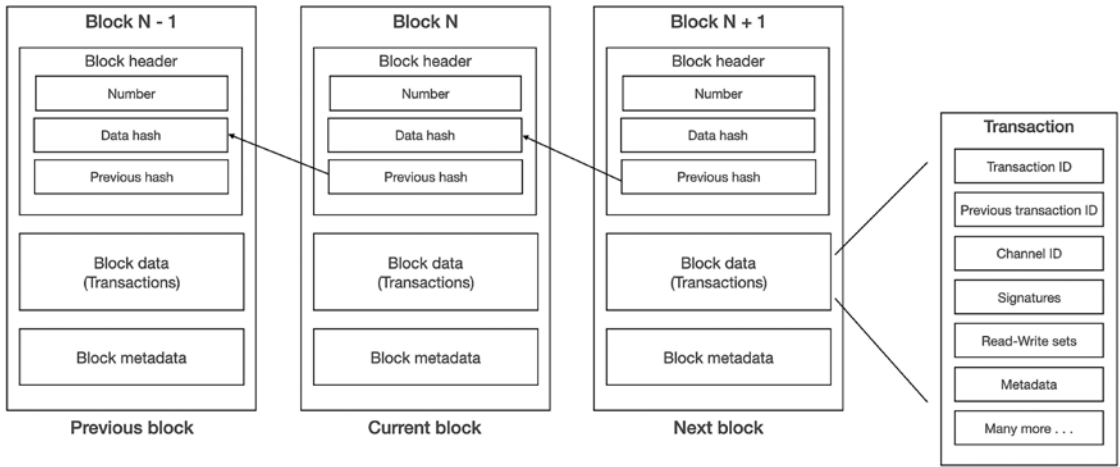 Block N - 1
Block header
Number
Data hash
Previous hash
Block data
(Transactions)
Block metadata
Previous block
Block N
Block header
Number
Data hash
Previous hash
Block data
(Transactions)
Block metadata
Current block
Block N + 1
Block header
Number
Data hash
Previous hash
Block data
(Transactions)
Block metadata
Next block
Transaction
Transaction ID
Previous transaction ID
Channel ID
Signatures
Read-Write sets
Metadata
Many more . . .